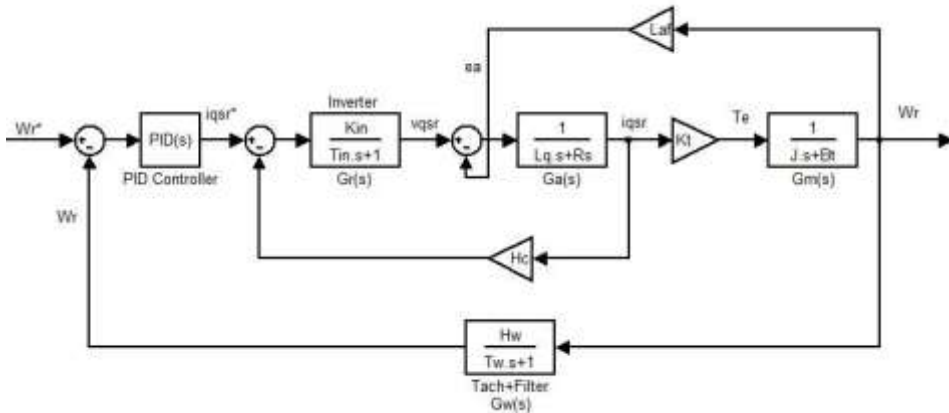 Laf
ea
Wr*
PID(s)
PID Controller
iqsr*
Inverter
Kin
Tin.s+1
Gr(s)
vqsr
1
Lq.s+Rs
Ga(s)
iqsr
Kt
Te
1
J.s+Bt
Gm(s)
Wr
Wr
Hc
Hw
Tw.s+1
Tach+Filter
Gw(s)